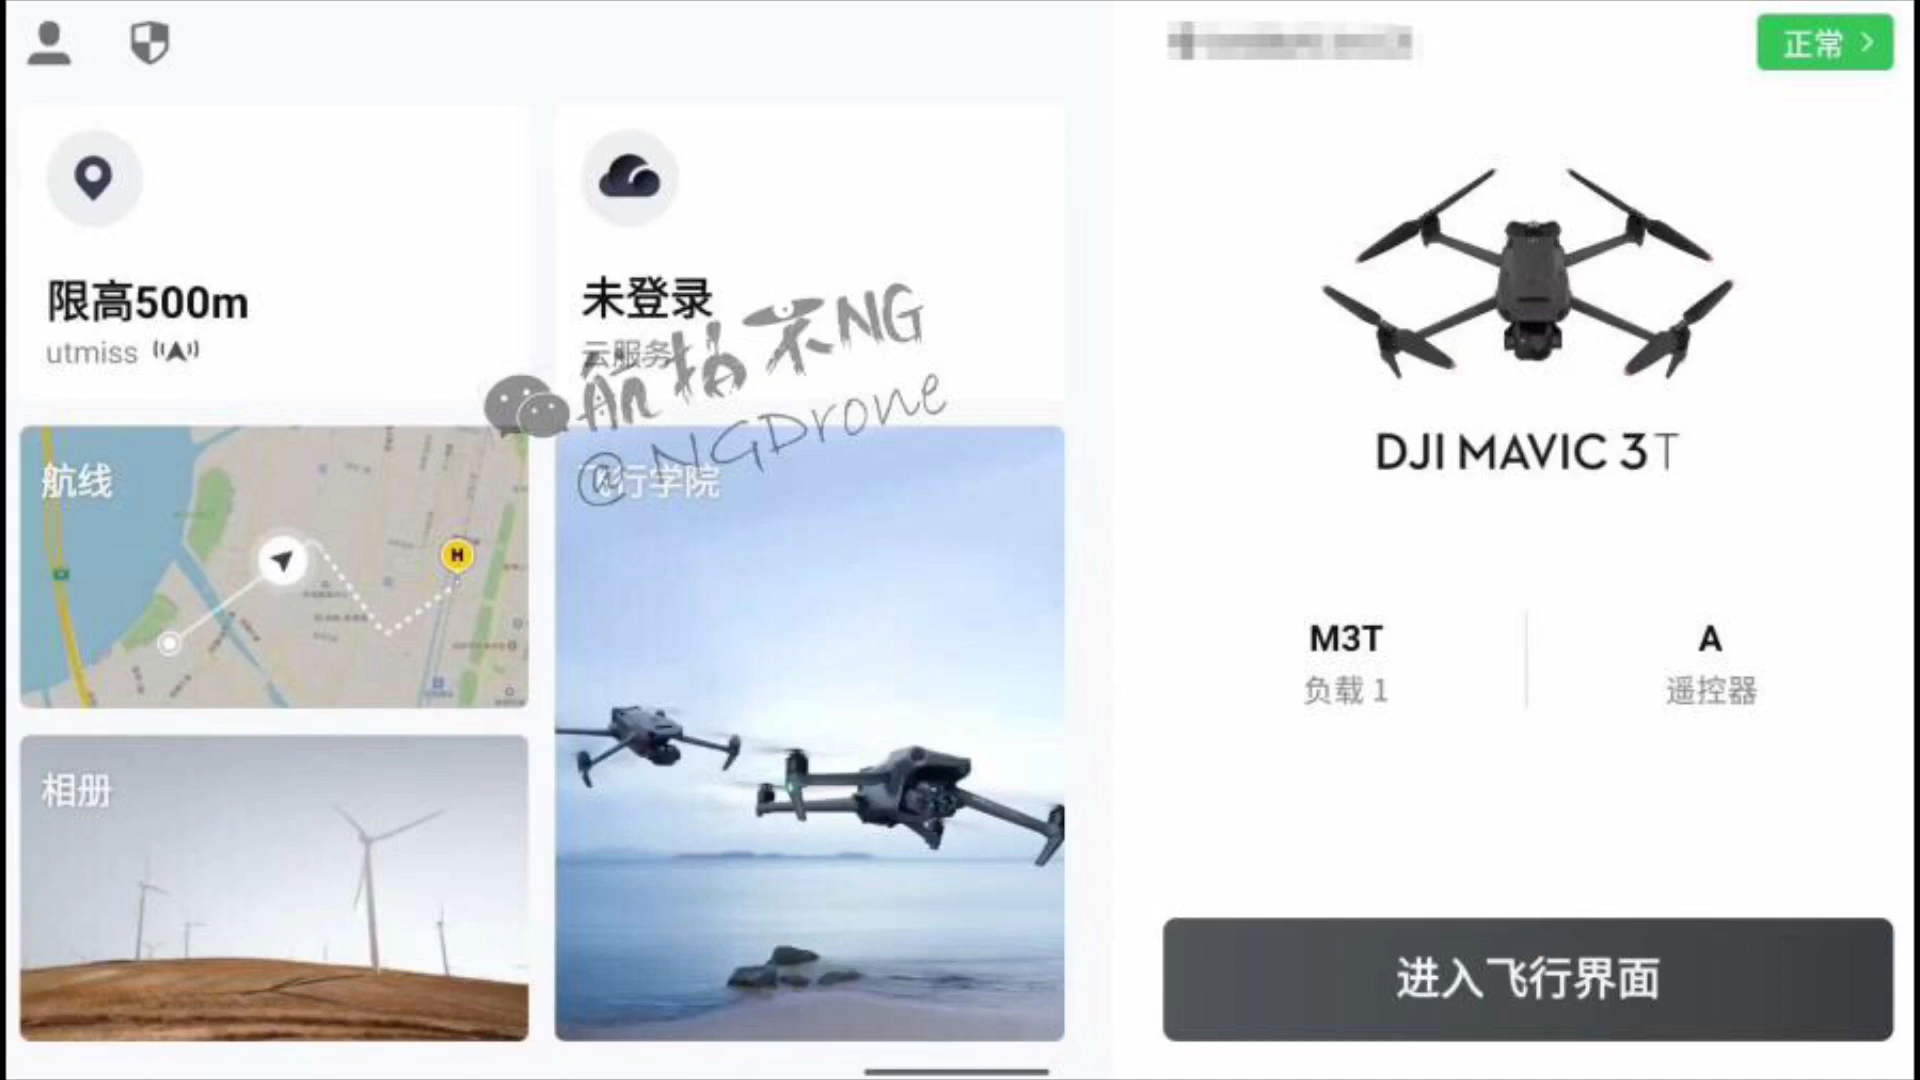 正常
限高500m
utmiss
未登录
云服务
航拍不NG
@NGDrone
航线
H
飞行学院
相册
DJI MAVIC 3T
M3T
负载 1
A
遥控器
进入飞行界面